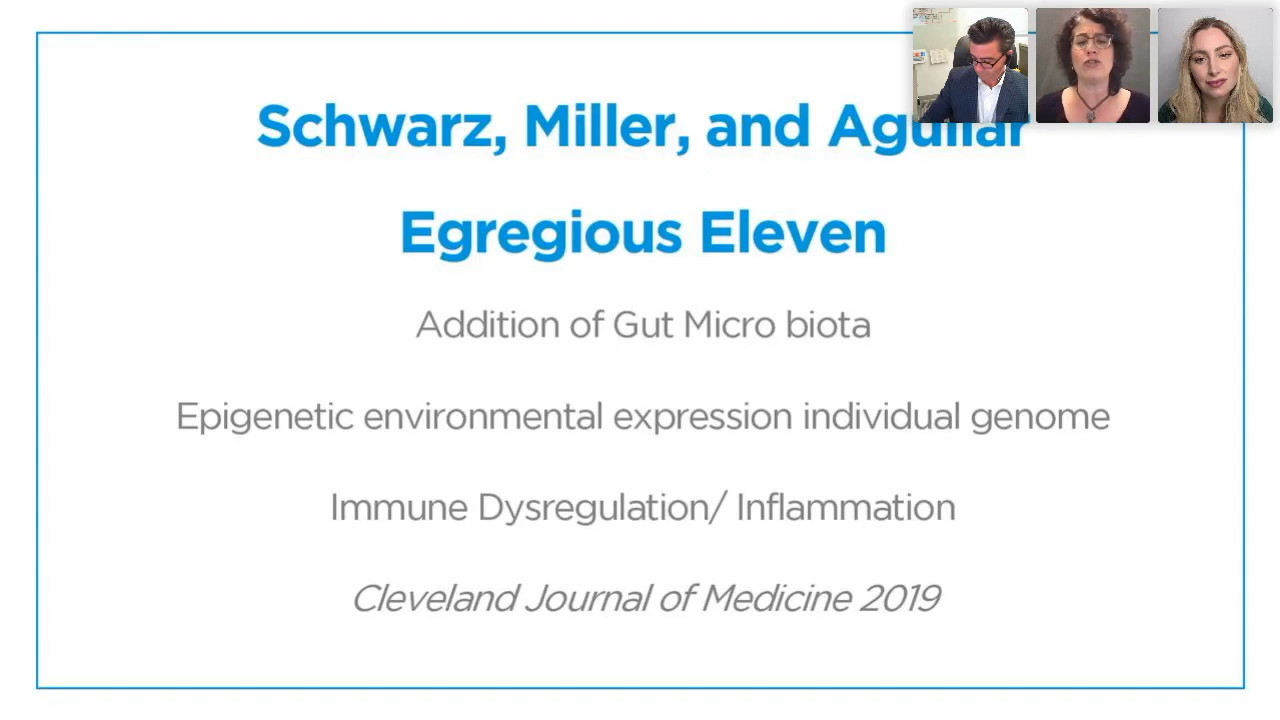 Schwarz, Miller, and Aguilar
Egregious Eleven
Addition of Gut Micro biota
Epigenetic environmental expression individual genome
Immune Dysregulation/ Inflammation
Cleveland Journal of Medicine 2019